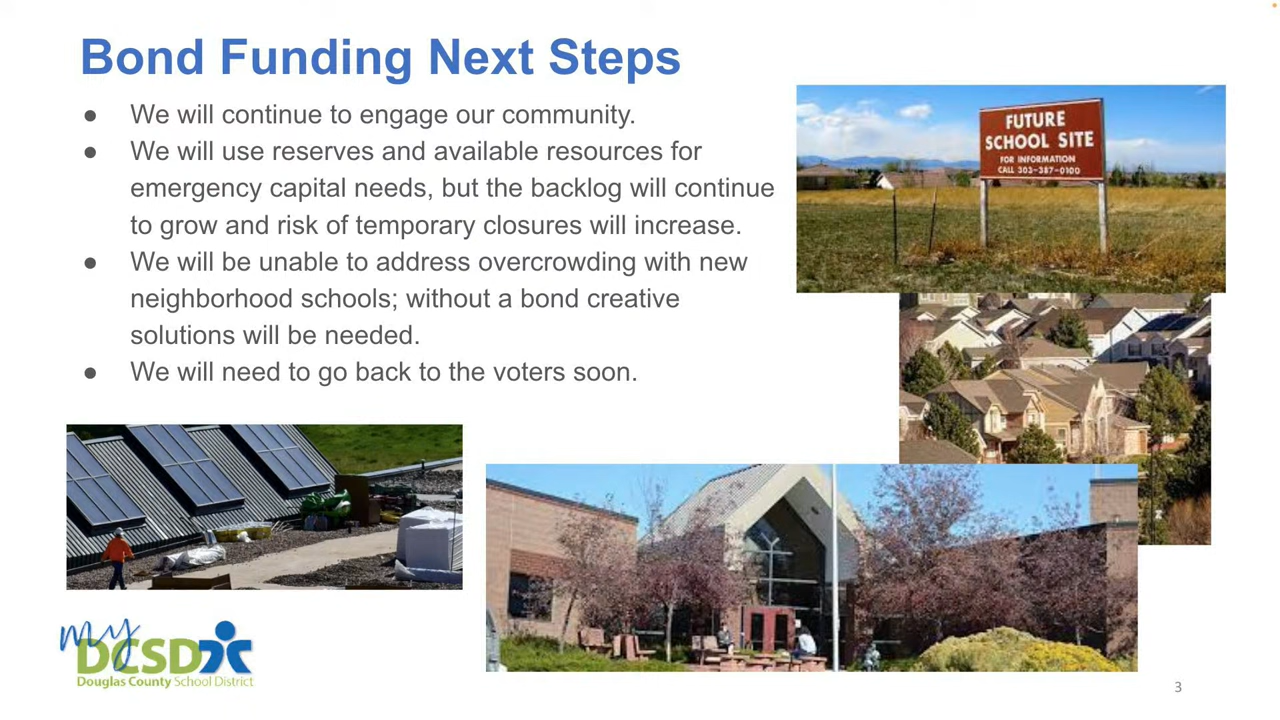 Bond Funding Next Steps
● We will continue to engage our community.
● We will use reserves and available resources for
emergency capital needs, but the backlog will continue
to grow and risk of temporary closures will increase.
● We will be unable to address overcrowding with new
neighborhood schools; without a bond creative
solutions will be needed.
● We will need to go back to the voters soon.
FUTURE
SCHOOL SITE
FOR INFORMATION
CALL 303-387-0100
my
DCSD
Douglas County School District
3